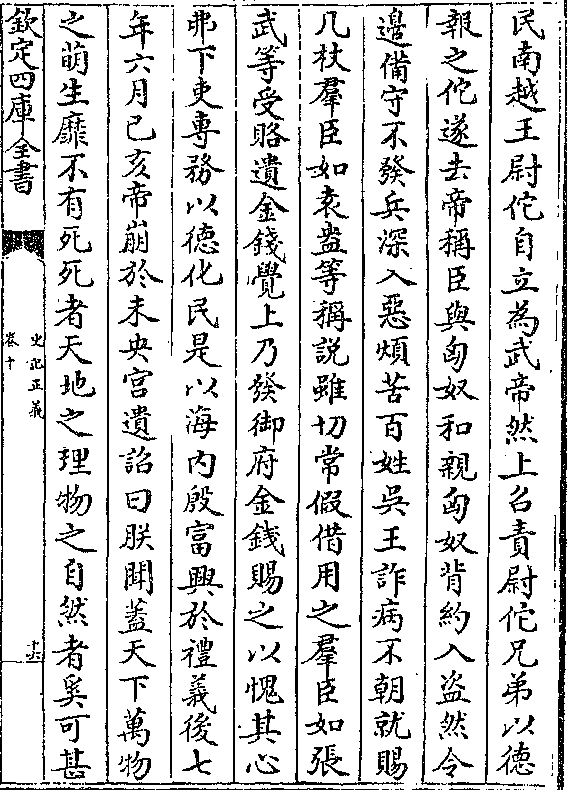 民南越王尉佗自立為武帝然上召責尉佗兄弟以德
報之佗遂去帝稱臣與匈奴和親匈奴背約入盜然令
邊備守不發兵深入惡煩苦百姓吳王詐病不朝就賜
几杖羣臣如袁盎等稱說雖切常假借用之羣臣如張
武等受賂遺金錢覺上乃發御府金錢賜之以愧其心
弗下吏專務以德化民是以海內殷富興於禮義後七
年六月已亥帝崩於未央宮遺詔曰朕聞蓋天下萬物
之萌生靡不有死死者天地之理物之自然者奚可甚
欽定四庫全書
史記正義
卷十
十六